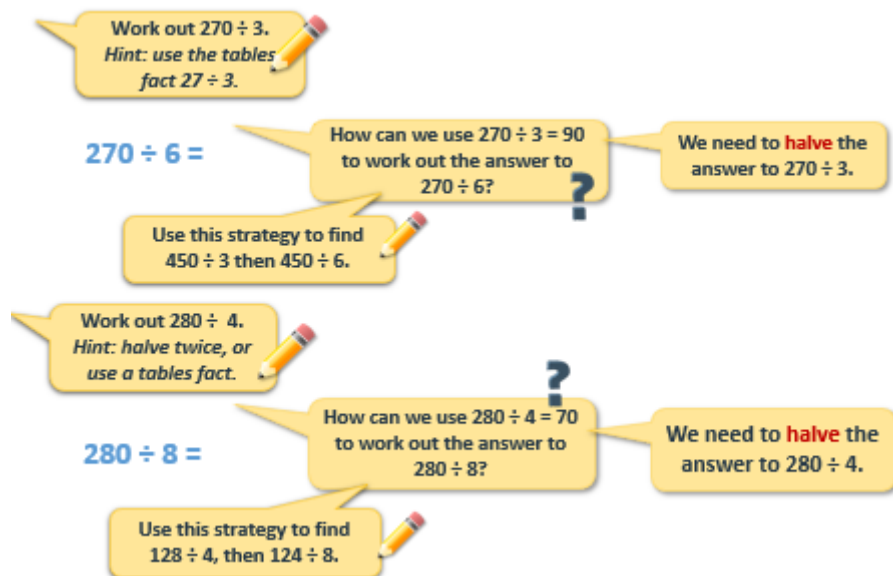 Work out 270 ÷ 3.
Hint: use the tables
fact 27 ÷ 3.
270 ÷ 6 =
How can we use 270 ÷ 3 = 90
to work out the answer to
270 ÷ 6?
?
We need to halve the
answer to 270 ÷ 3.
Use this strategy to find
450 ÷ 3 then 450 ÷ 6.
Work out 280 ÷ 4.
Hint: halve twice, or
use a tables fact.
?
280 ÷ 8 =
How can we use 280 ÷ 4 = 70
to work out the answer to
280 ÷ 8?
We need to halve the
answer to 280 ÷ 4.
Use this strategy to find
128 ÷ 4, then 124 ÷ 8.